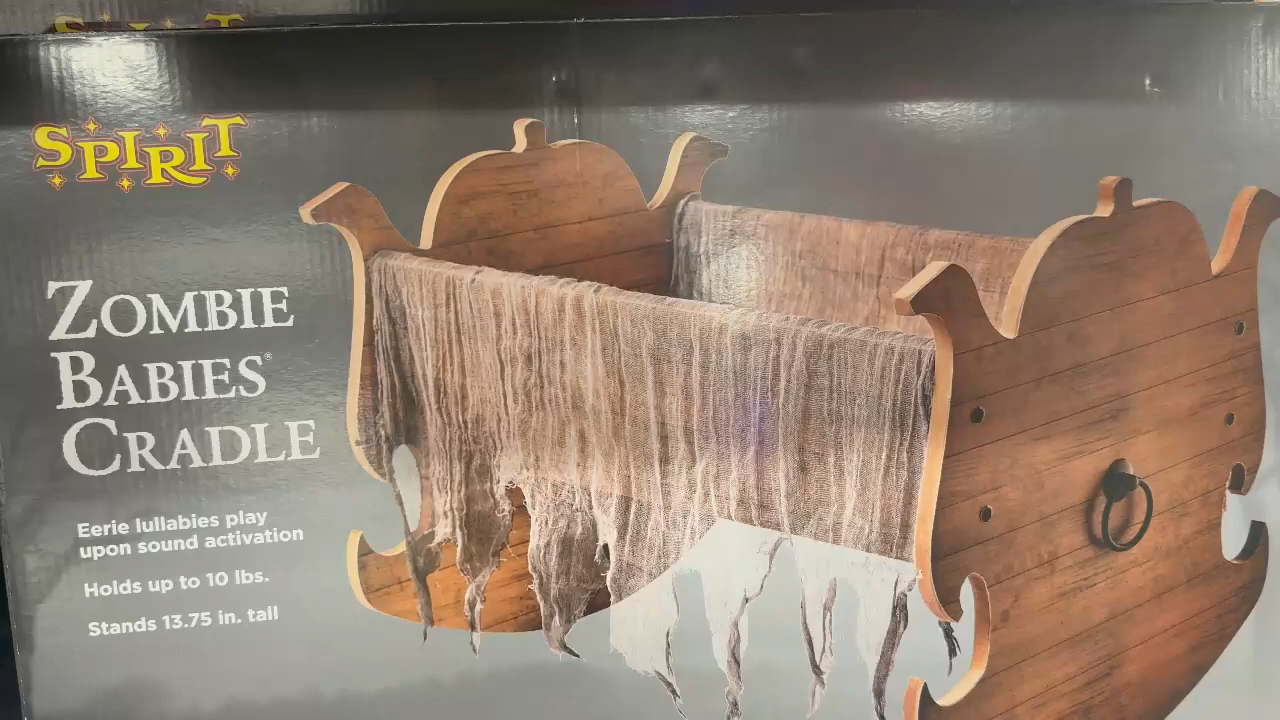 SPIRIT
SPIRIT
ZOMBIE
BABIES®
CRADLE
Eerie lullabies play
upon sound activation
Holds up to 10 lbs.
Stands 13.75 in. tall